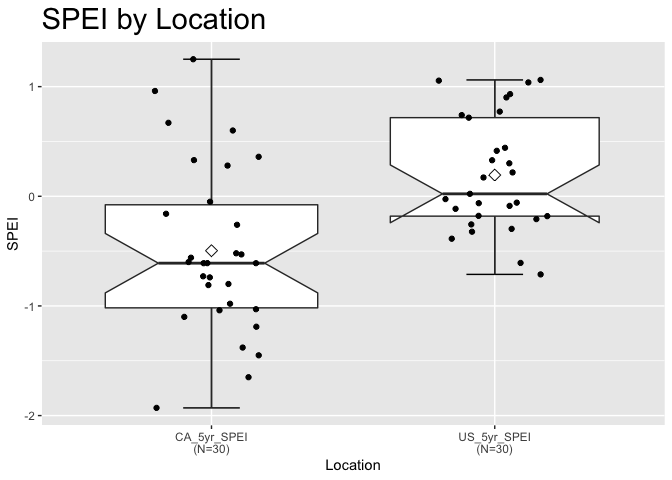 SPEI by Location
1
0
-1
-2
SPEI
CA_5yr_SPEI
(N=30)
US_5yr_SPEI
(N=30)
Location